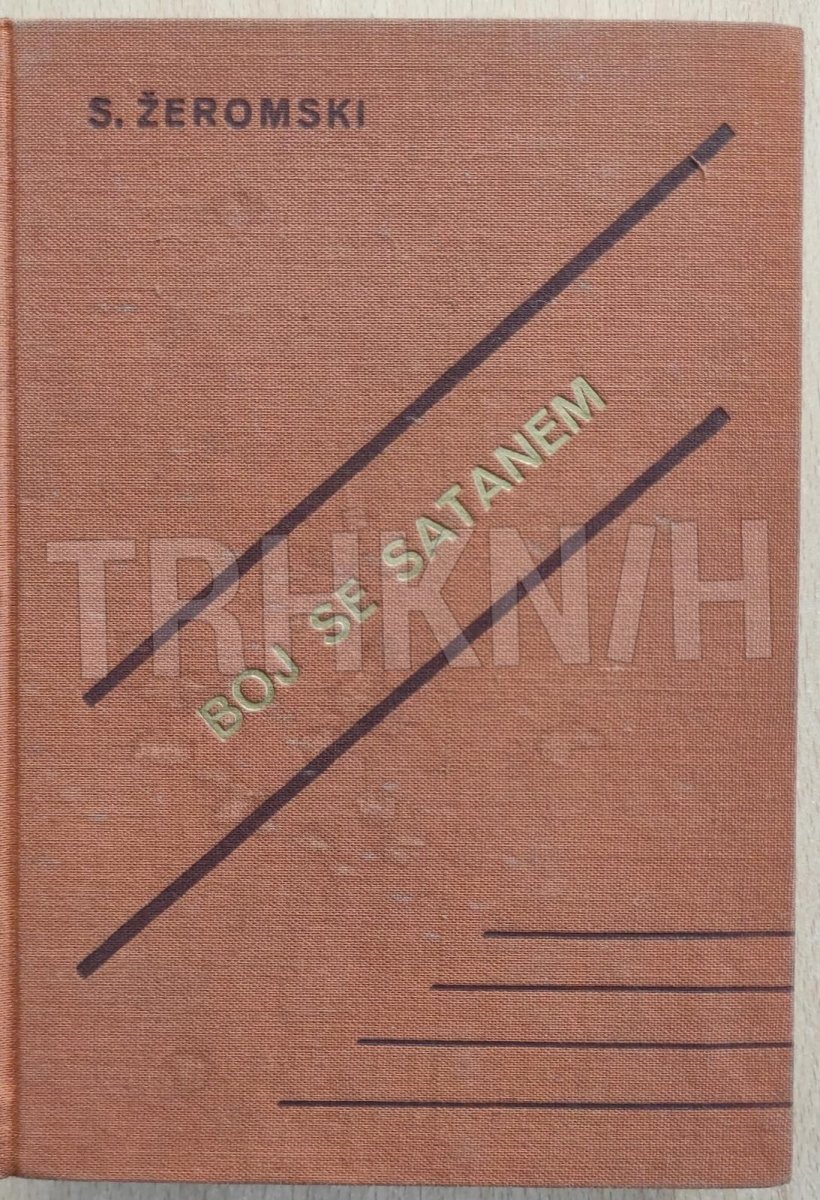 S. ŽEROMSKI
BOJ SE SATANEM
TRHKNIH